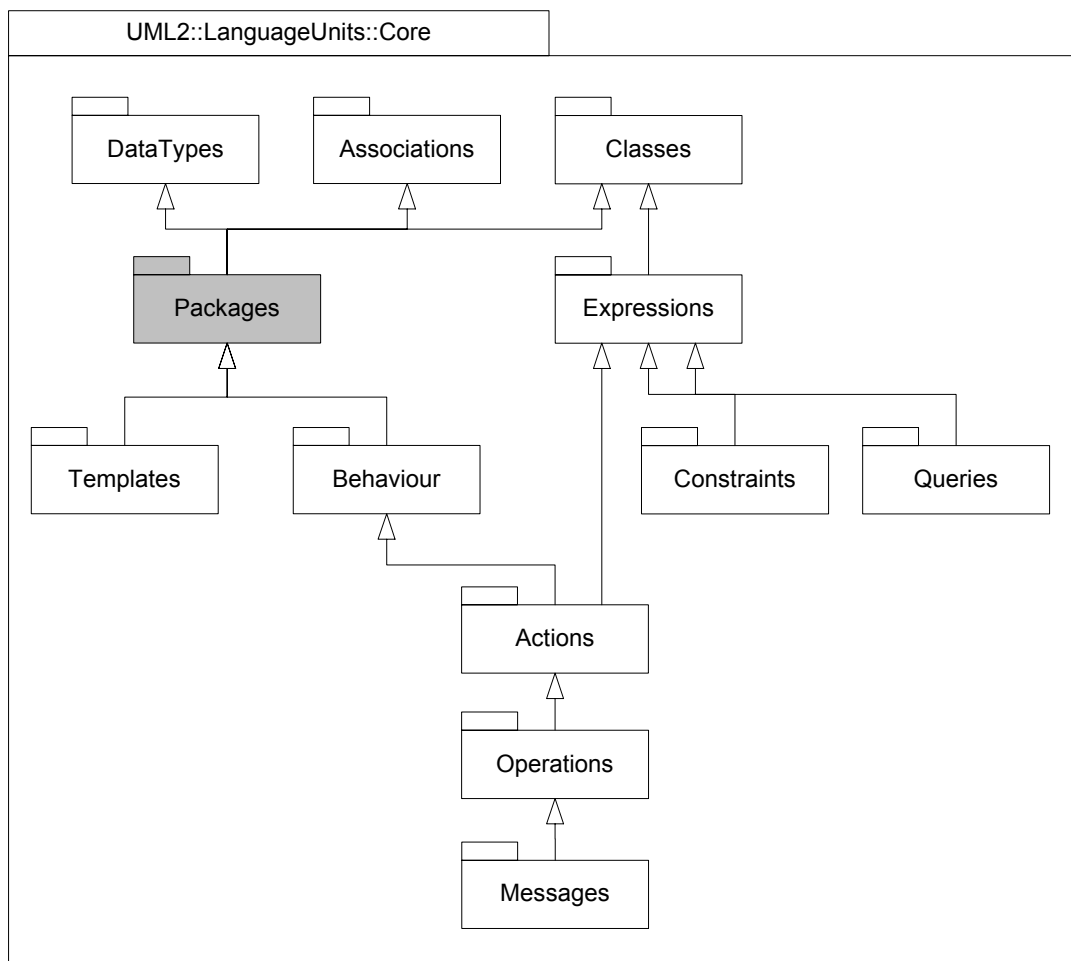 UML2::LanguageUnits::Core
DataTypes
Associations
Classes
Packages
Expressions
Templates
Behaviour
Constraints
Queries
Actions
Operations
Messages